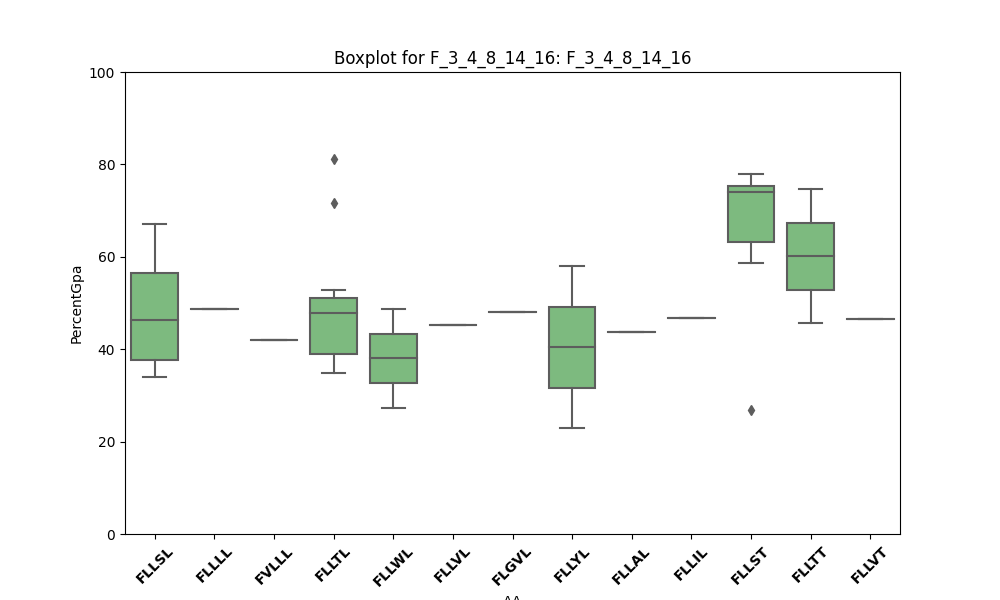 Boxplot for F_3_4_8_14_16: F_3_4_8_14_16
100
80
60
40
20
0
PercentGpa
FLLSL
FLLLL
FVLLL
FLLTL
FLLWL
FLLVL
FLGVL
FLLYL
FLLAL
FLLIL
FLLST
FLLTT
FLLVT
AA